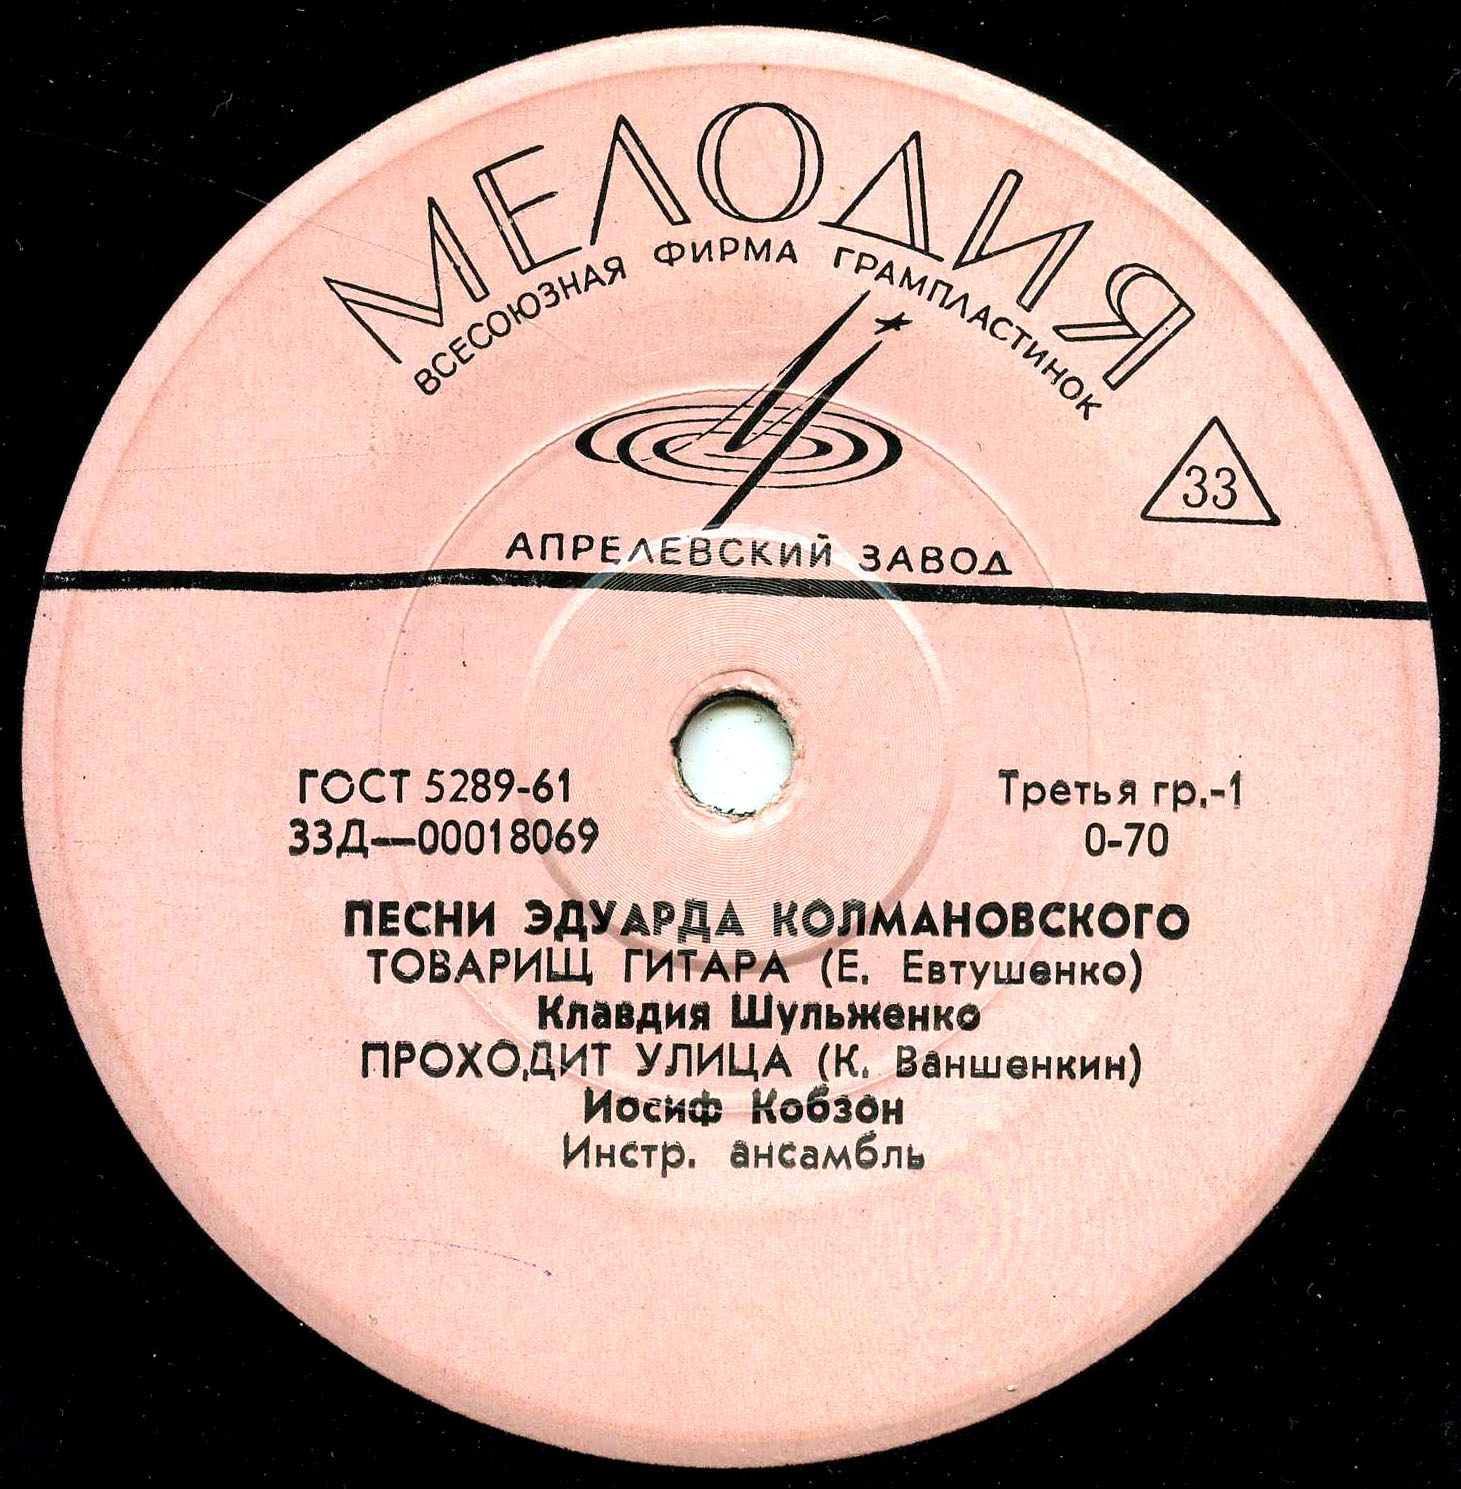 МЕЛОДИЯ
ВСЕСОЮЗНАЯ ФИРМА ГРАМПЛАСТИНОК
33
АПРЕЛЕВСКИЙ ЗАВОД
ГОСТ 5289-61
Третья гр.-1
33Д—00018069
0-70
ПЕСНИ ЭДУАРДА КОЛМАНОВСКОГО
ТОВАРИЩ ГИТАРА (Е. Евтушенко)
Клавдия Шульженко
ПРОХОДИТ УЛИЦА (К. Ваншенкин)
Иосиф Кобзон
Инстр. ансамбль